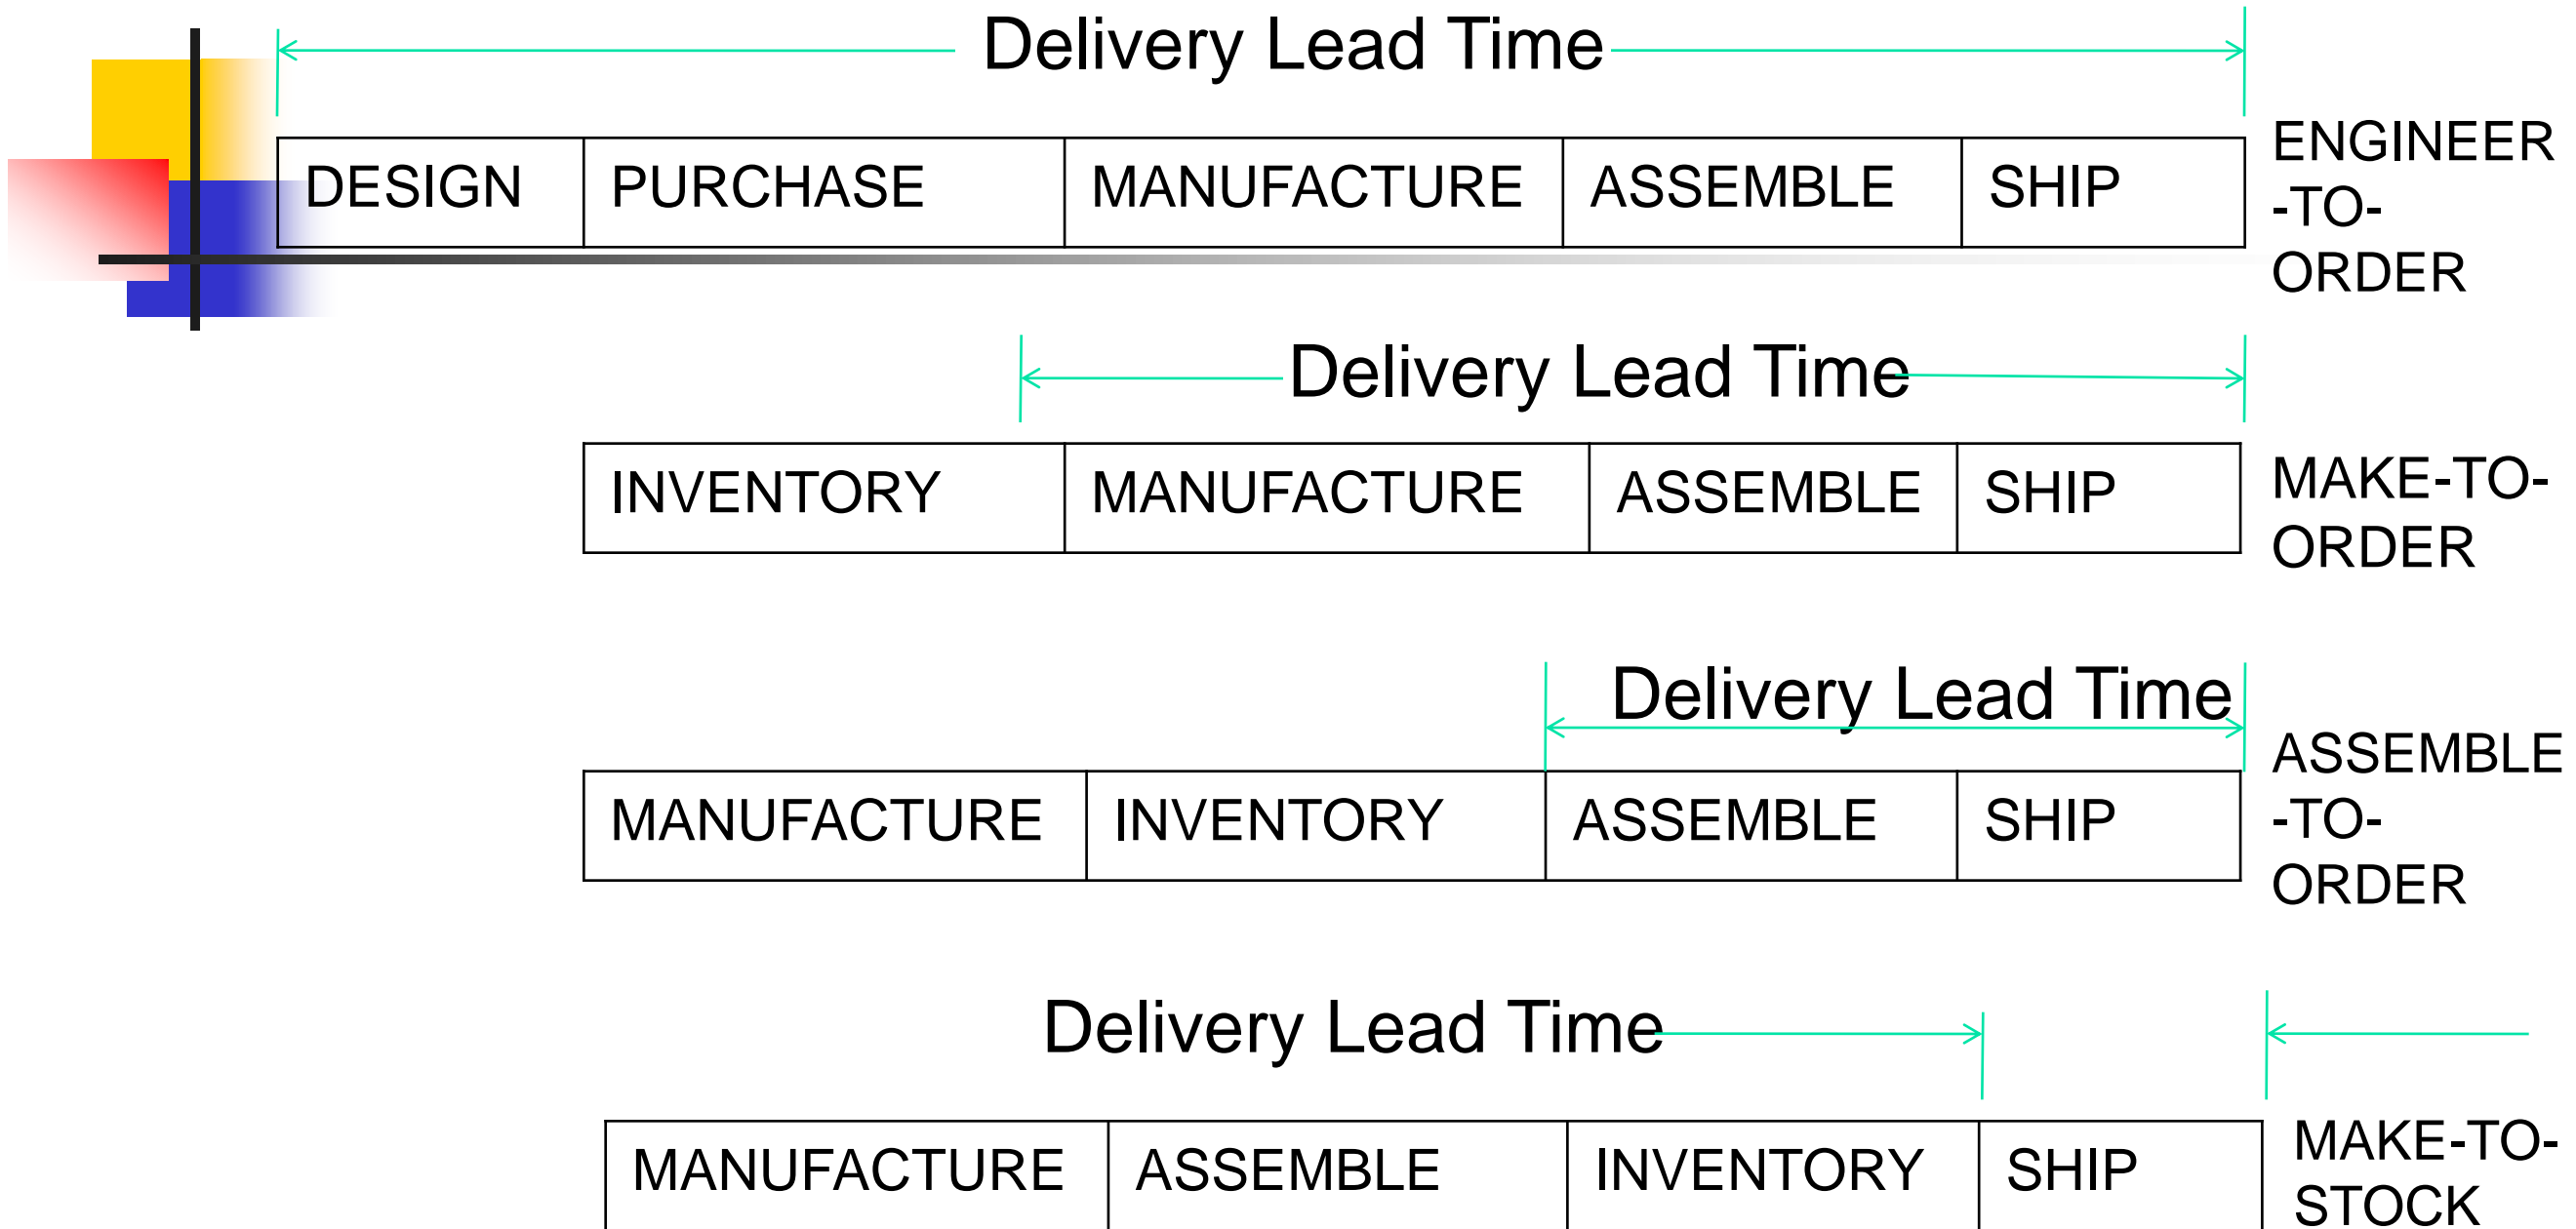 Delivery Lead Time
DESIGN PURCHASE MANUFACTURE ASSEMBLE SHIP
ENGINEER
-TO-
ORDER
Delivery Lead Time
INVENTORY MANUFACTURE ASSEMBLE SHIP
MAKE-TO-
ORDER
Delivery Lead Time
MANUFACTURE INVENTORY ASSEMBLE SHIP
ASSEMBLE
-TO-
ORDER
Delivery Lead Time
MANUFACTURE ASSEMBLE INVENTORY SHIP
MAKE-TO-
STOCK